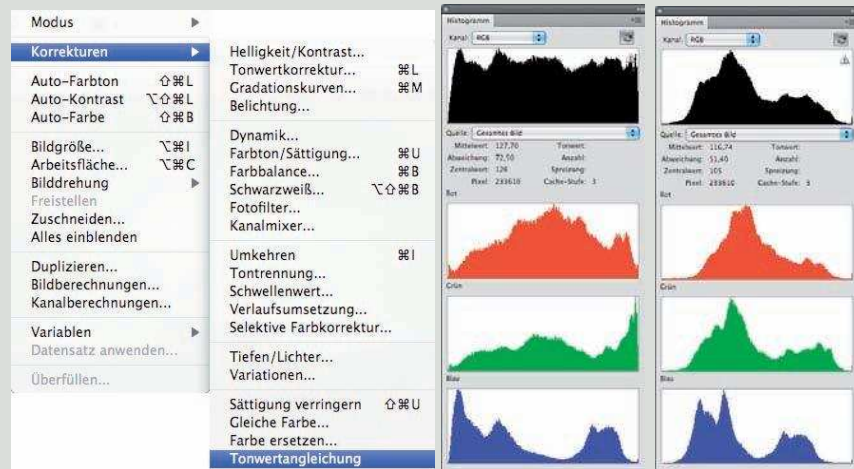 Modus
Korrekturen
Auto-Farbton ⇧⌘L
Auto-Kontrast ⌥⇧⌘L
Auto-Farbe ⇧⌘B
Bildgröße... ⌥⌘I
Arbeitsfläche... ⌥⌘C
Bilddrehung
Freistellen
Zuschneiden...
Alles einblenden
Duplizieren...
Bildberechnungen...
Kanalberechnungen...
Variablen
Datensatz anwenden...
Überfüllen...
Helligkeit/Kontrast...
Tonwertkorrektur... ⌘L
Gradationskurven... ⌘M
Belichtung...
Dynamik...
Farbton/Sättigung... ⌘U
Farbbalance... ⌘B
Schwarzweiß... ⌥⇧⌘B
Fotofilter...
Kanalmixer...
Umkehren ⌘I
Tontrennung...
Schwellenwert...
Verlaufsumsetzung...
Selektive Farbkorrektur...
Tiefen/Lichter...
Variationen...
Sättigung verringern ⇧⌘U
Gleiche Farbe...
Farbe ersetzen...
Tonwertangleichung
Histogramm
Kanal: RGB
Quelle: Gesamtes Bild
Mittelwert: 127,70 Tonwert:
Abweichung: 72,50 Anzahl:
Zentralwert: 128 Spreizung:
Pixel: 233610 Cache-Stufe: 3
Rot
Grün
Blau
Histogramm
Kanal: RGB
Quelle: Gesamtes Bild
Mittelwert: 116,74 Tonwert:
Abweichung: 51,40 Anzahl:
Zentralwert: 105 Spreizung:
Pixel: 233610 Cache-Stufe: 3
Rot
Grün
Blau